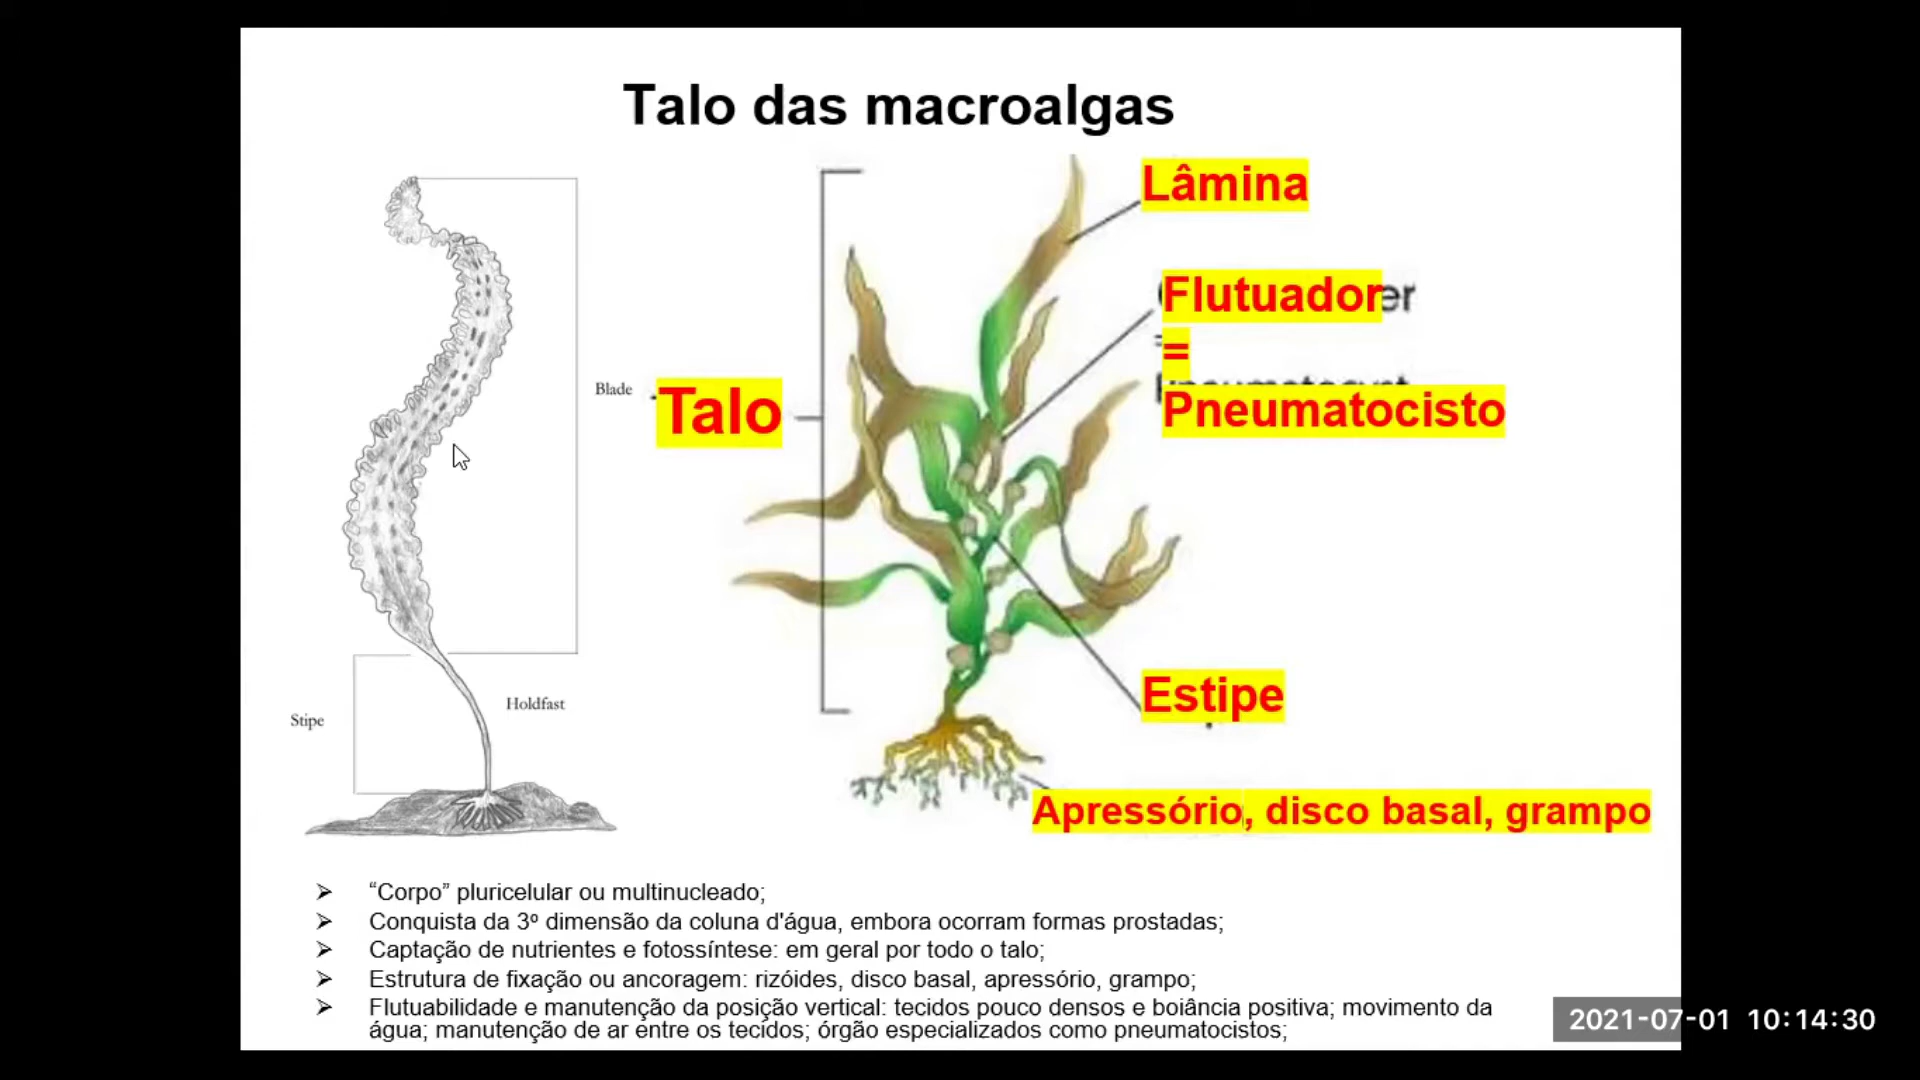 Talo das macroalgas
Lâmina
Flutuador
=
Pneumatocisto
Blade
Talo
Estipe
Holdfast
Stipe
Apressório, disco basal, grampo
➢ “Corpo” pluricelular ou multinucleado;
➢ Conquista da 3º dimensão da coluna d'água, embora ocorram formas prostadas;
➢ Captação de nutrientes e fotossíntese: em geral por todo o talo;
➢ Estrutura de fixação ou ancoragem: rizóides, disco basal, apressório, grampo;
➢ Flutuabilidade e manutenção da posição vertical: tecidos pouco densos e boiância positiva; movimento da
água; manutenção de ar entre os tecidos; órgão especializados como pneumatocistos;
2021-07-01 10:14:30